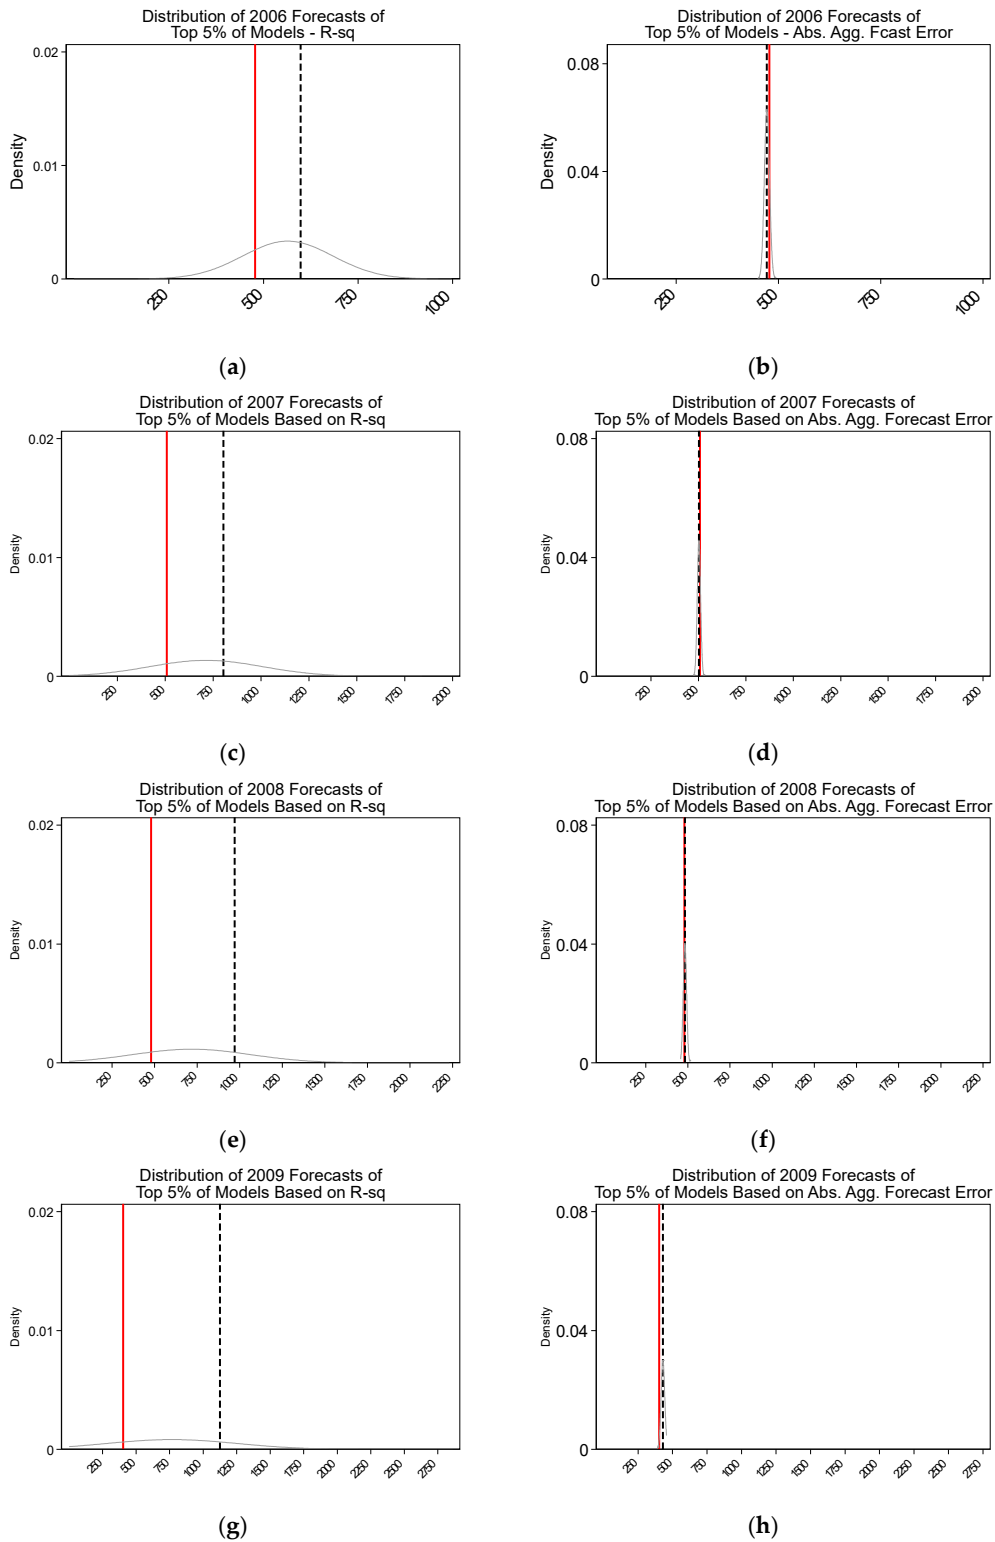 Distribution of 2006 Forecasts of
Top 5% of Models - R-sq
Density
0.02
0.01
0
250
500
750
1000
(a)
Distribution of 2006 Forecasts of
Top 5% of Models - Abs. Agg. Fcast Error
Density
0.08
0.04
0
250
500
750
1000
(b)
Distribution of 2007 Forecasts of
Top 5% of Models Based on R-sq
Density
0.02
0.01
0
250
500
750
1000
1250
1500
1750
2000
(c)
Distribution of 2007 Forecasts of
Top 5% of Models Based on Abs. Agg. Forecast Error
Density
0.08
0.04
0
250
500
750
1000
1250
1500
1750
2000
(d)
Distribution of 2008 Forecasts of
Top 5% of Models Based on R-sq
Density
0.02
0.01
0
250
500
750
1000
1250
1500
1750
2000
2250
(e)
Distribution of 2008 Forecasts of
Top 5% of Models Based on Abs. Agg. Forecast Error
Density
0.08
0.04
0
250
500
750
1000
1250
1500
1750
2000
2250
(f)
Distribution of 2009 Forecasts of
Top 5% of Models Based on R-sq
Density
0.02
0.01
0
250
500
750
1000
1250
1500
1750
2000
2250
2500
2750
(g)
Distribution of 2009 Forecasts of
Top 5% of Models Based on Abs. Agg. Forecast Error
Density
0.08
0.04
0
250
500
750
1000
1250
1500
1750
2000
2250
2500
2750
(h)